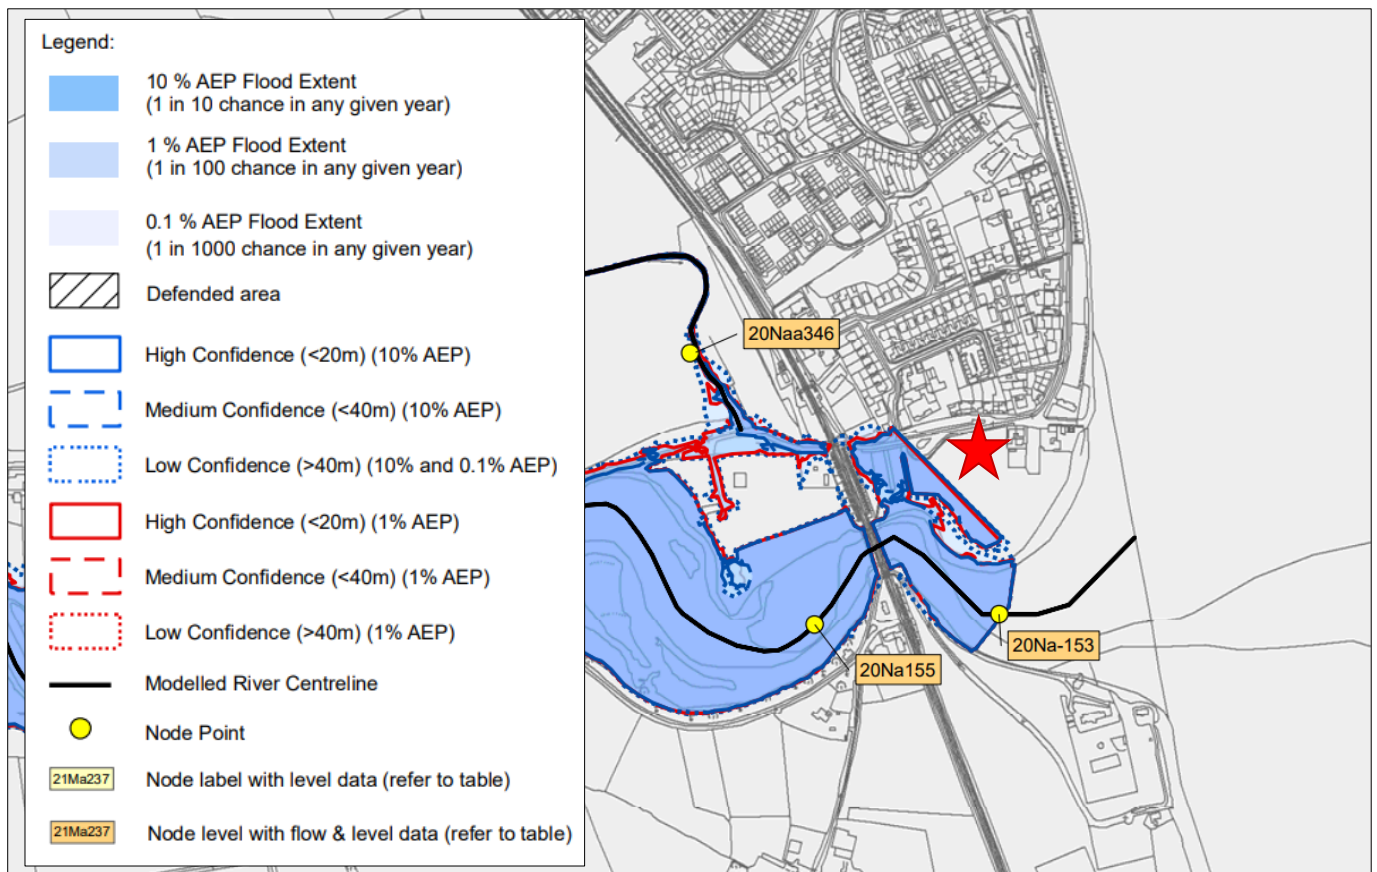 Legend:
10 % AEP Flood Extent
(1 in 10 chance in any given year)
1 % AEP Flood Extent
(1 in 100 chance in any given year)
0.1 % AEP Flood Extent
(1 in 1000 chance in any given year)
Defended area
High Confidence (<20m) (10% AEP)
Medium Confidence (<40m) (10% AEP)
Low Confidence (>40m) (10% and 0.1% AEP)
High Confidence (<20m) (1% AEP)
Medium Confidence (<40m) (1% AEP)
Low Confidence (>40m) (1% AEP)
Modelled River Centreline
Node Point
21Ma237 Node label with level data (refer to table)
21Ma237 Node level with flow & level data (refer to table)
20Naa346
20Na-153
20Na155